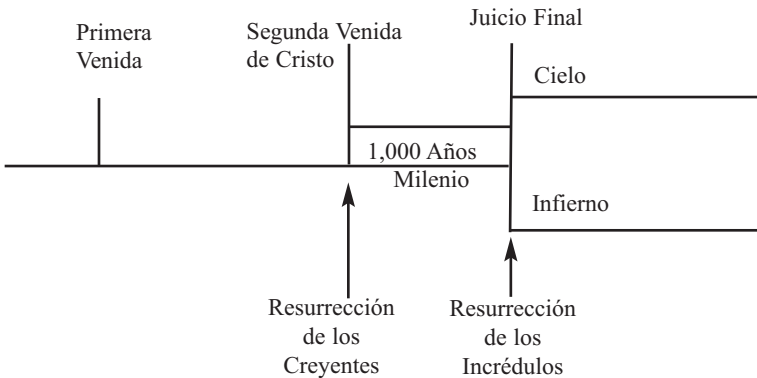 Primera
Venida
Segunda Venida
de Cristo
Juicio Final
Cielo
1,000 Años
Milenio
Infierno
Resurrección
de los
Creyentes
Resurrección
de los
Incrédulos